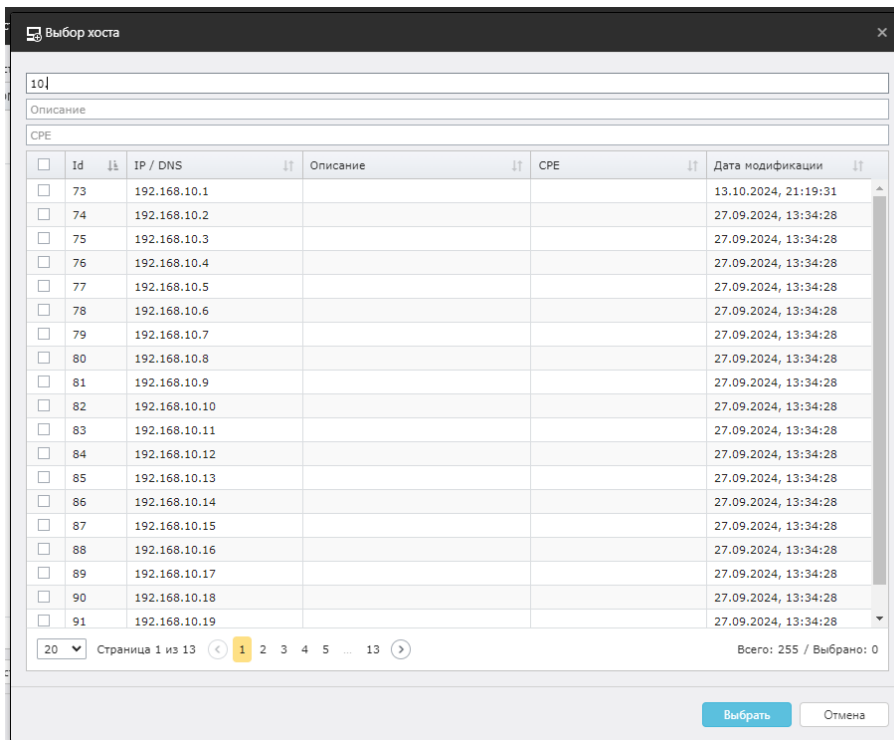 Выбор хоста
10.
Описание
CPE
Id IP / DNS Описание CPE Дата модификации
73 192.168.10.1 13.10.2024, 21:19:31
74 192.168.10.2 27.09.2024, 13:34:28
75 192.168.10.3 27.09.2024, 13:34:28
76 192.168.10.4 27.09.2024, 13:34:28
77 192.168.10.5 27.09.2024, 13:34:28
78 192.168.10.6 27.09.2024, 13:34:28
79 192.168.10.7 27.09.2024, 13:34:28
80 192.168.10.8 27.09.2024, 13:34:28
81 192.168.10.9 27.09.2024, 13:34:28
82 192.168.10.10 27.09.2024, 13:34:28
83 192.168.10.11 27.09.2024, 13:34:28
84 192.168.10.12 27.09.2024, 13:34:28
85 192.168.10.13 27.09.2024, 13:34:28
86 192.168.10.14 27.09.2024, 13:34:28
87 192.168.10.15 27.09.2024, 13:34:28
88 192.168.10.16 27.09.2024, 13:34:28
89 192.168.10.17 27.09.2024, 13:34:28
90 192.168.10.18 27.09.2024, 13:34:28
91 192.168.10.19 27.09.2024, 13:34:28
20 Страница 1 из 13 1 2 3 4 5 ... 13 Всего: 255 / Выбрано: 0
Выбрать Отмена